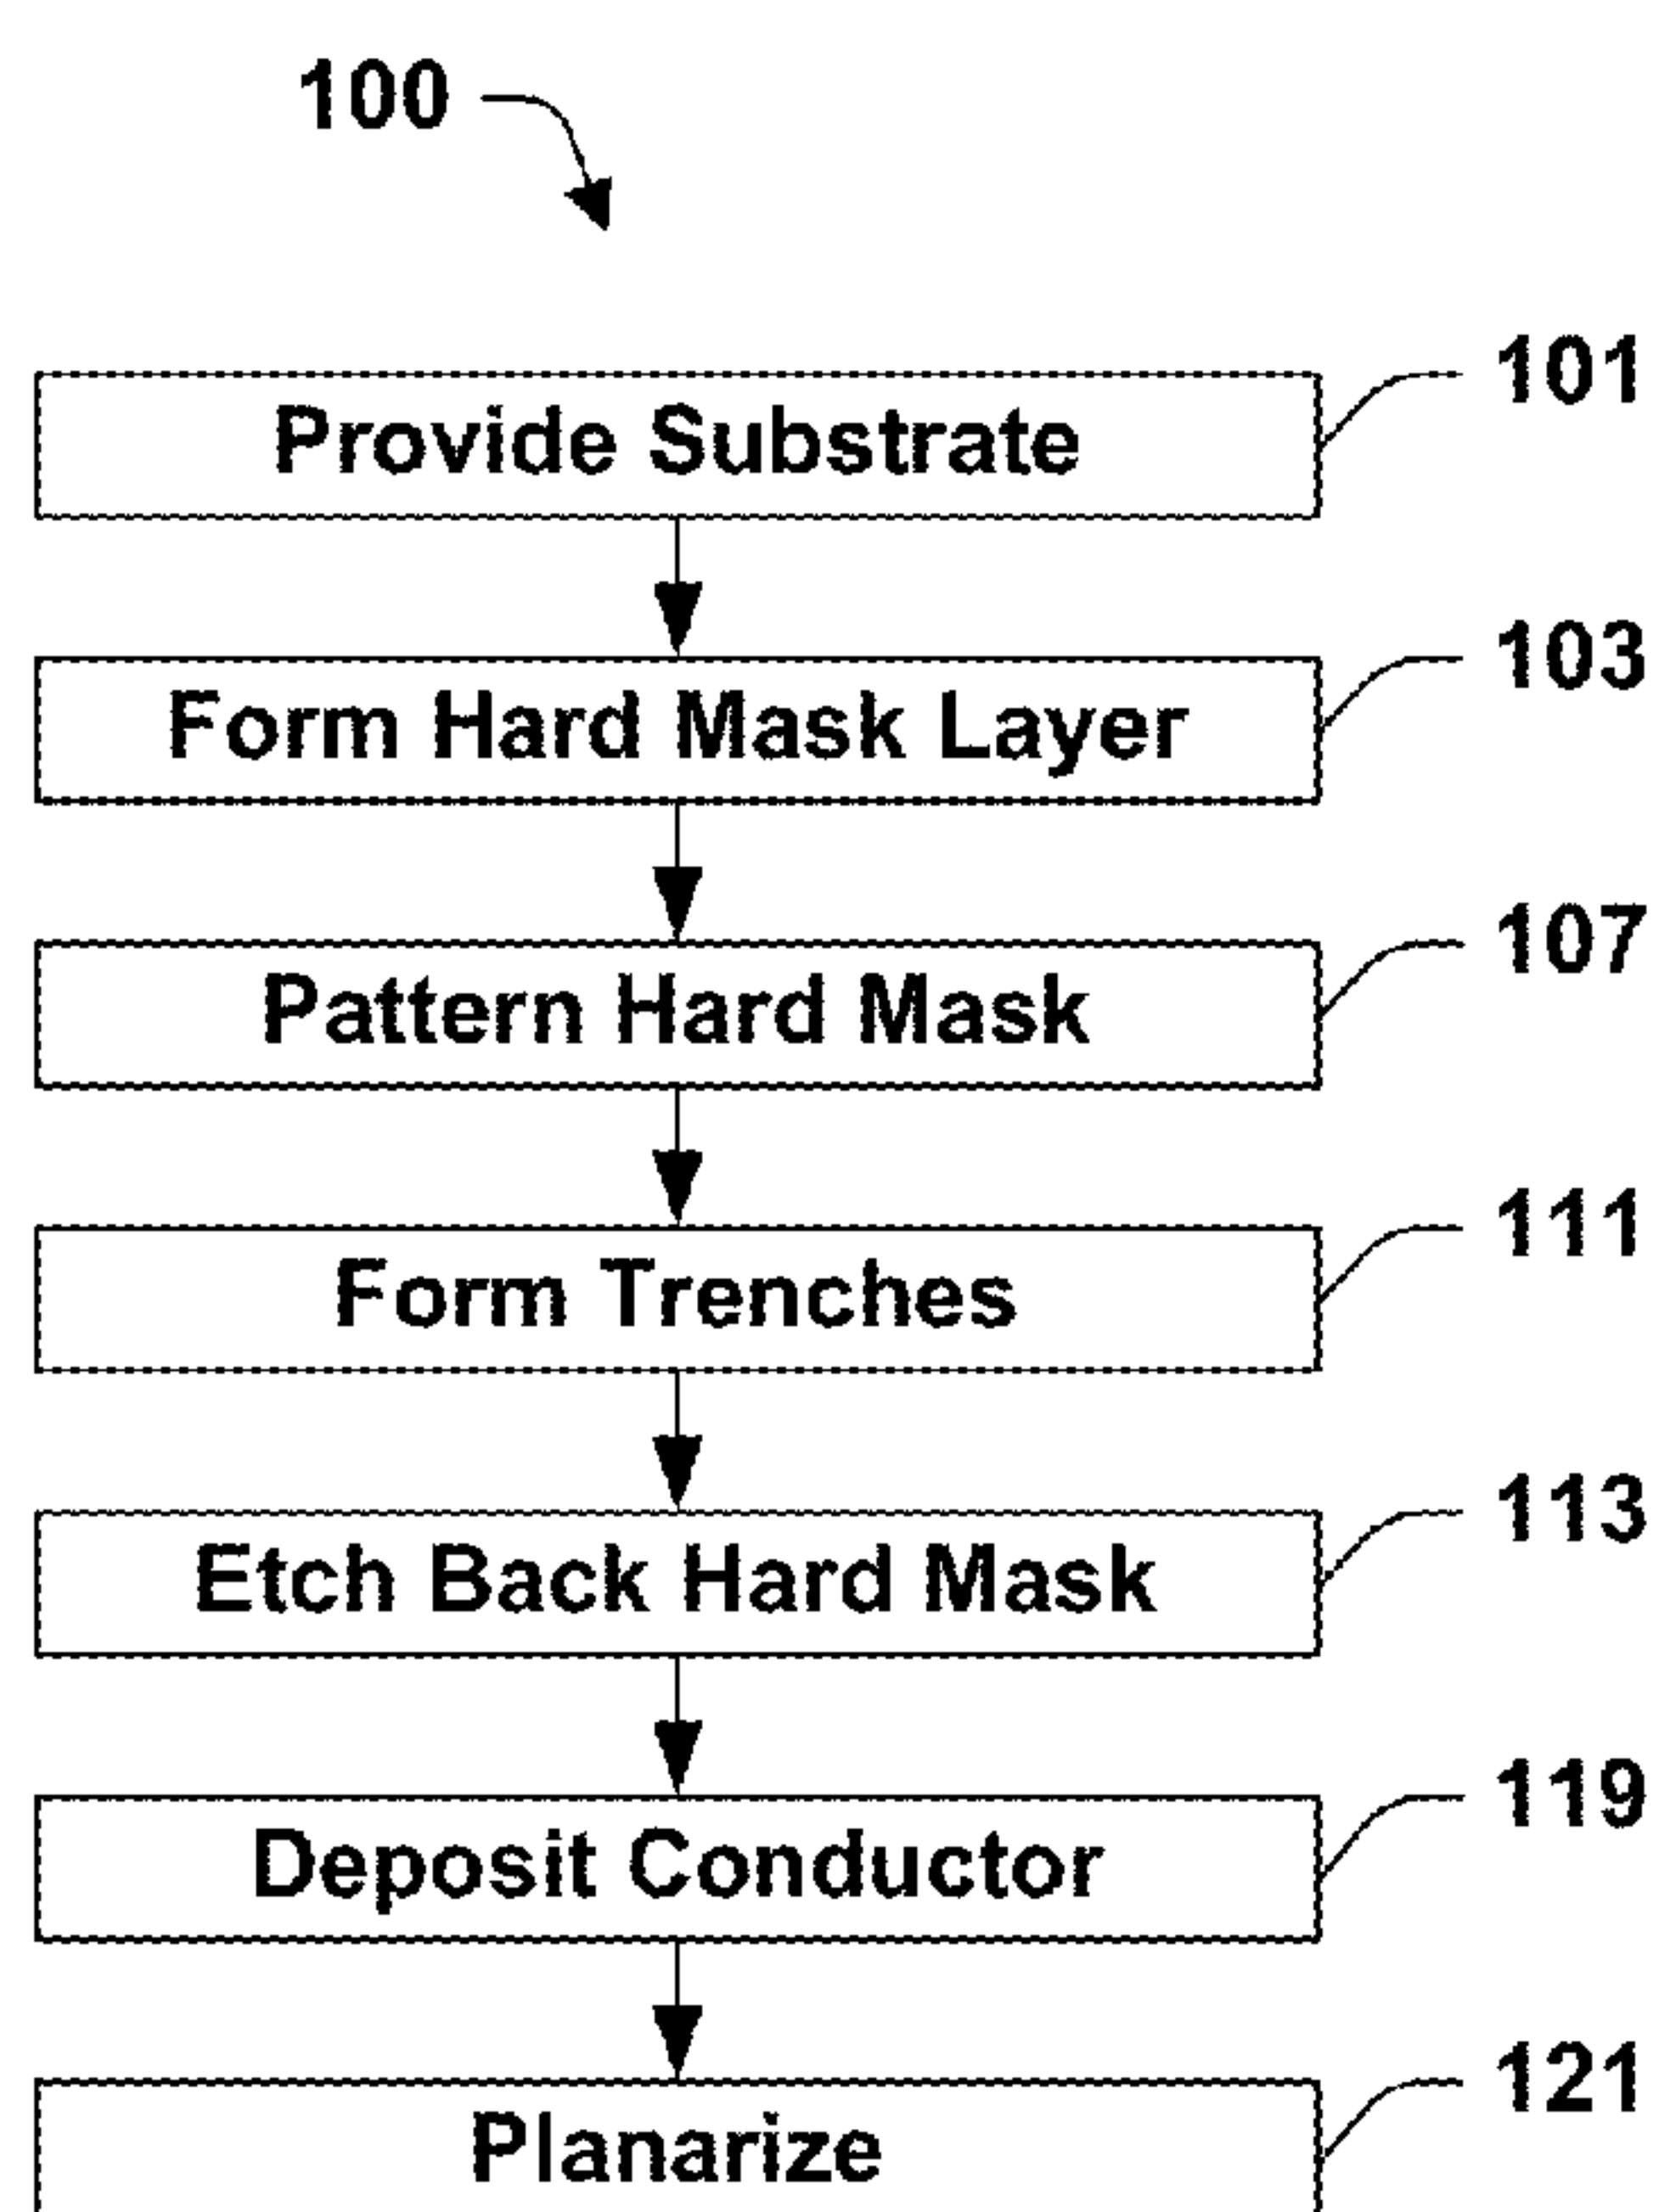 100
Provide Substrate 101
Form Hard Mask Layer 103
Pattern Hard Mask 107
Form Trenches 111
Etch Back Hard Mask 113
Deposit Conductor 119
Planarize 121